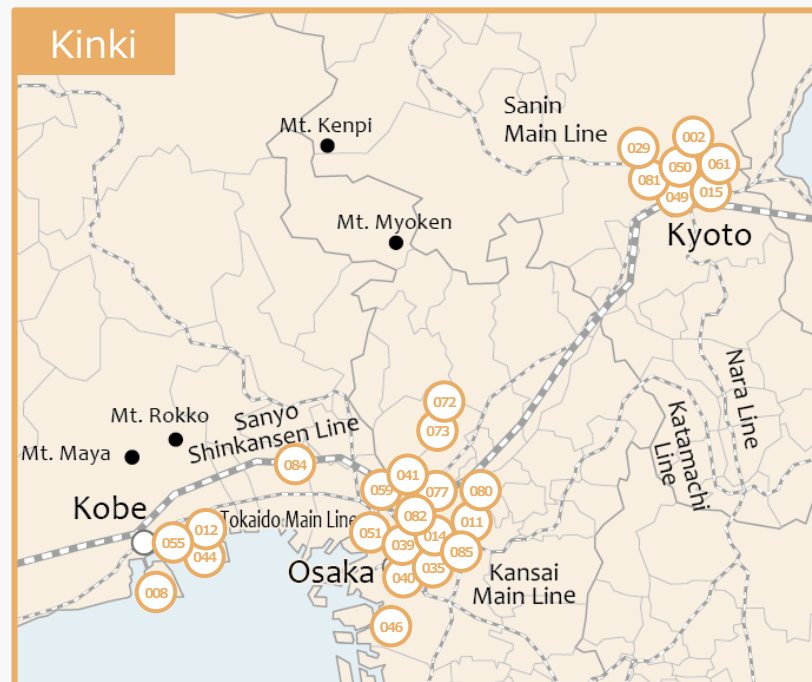 Kinki
Sanin
Main Line
Mt. Kenpi
002
029
050
061
081
015
049
Mt. Myoken
Kyoto
Nara Line
072
Katamachi
Line
073
Mt. Rokko
Sanyo
Shinkansen Line
Mt. Maya
084
041
059
077
080
Kobe
Tokaido Main Line
082
012
011
051
014
055
039
085
044
Osaka
035
040
Kansai
Main Line
008
046